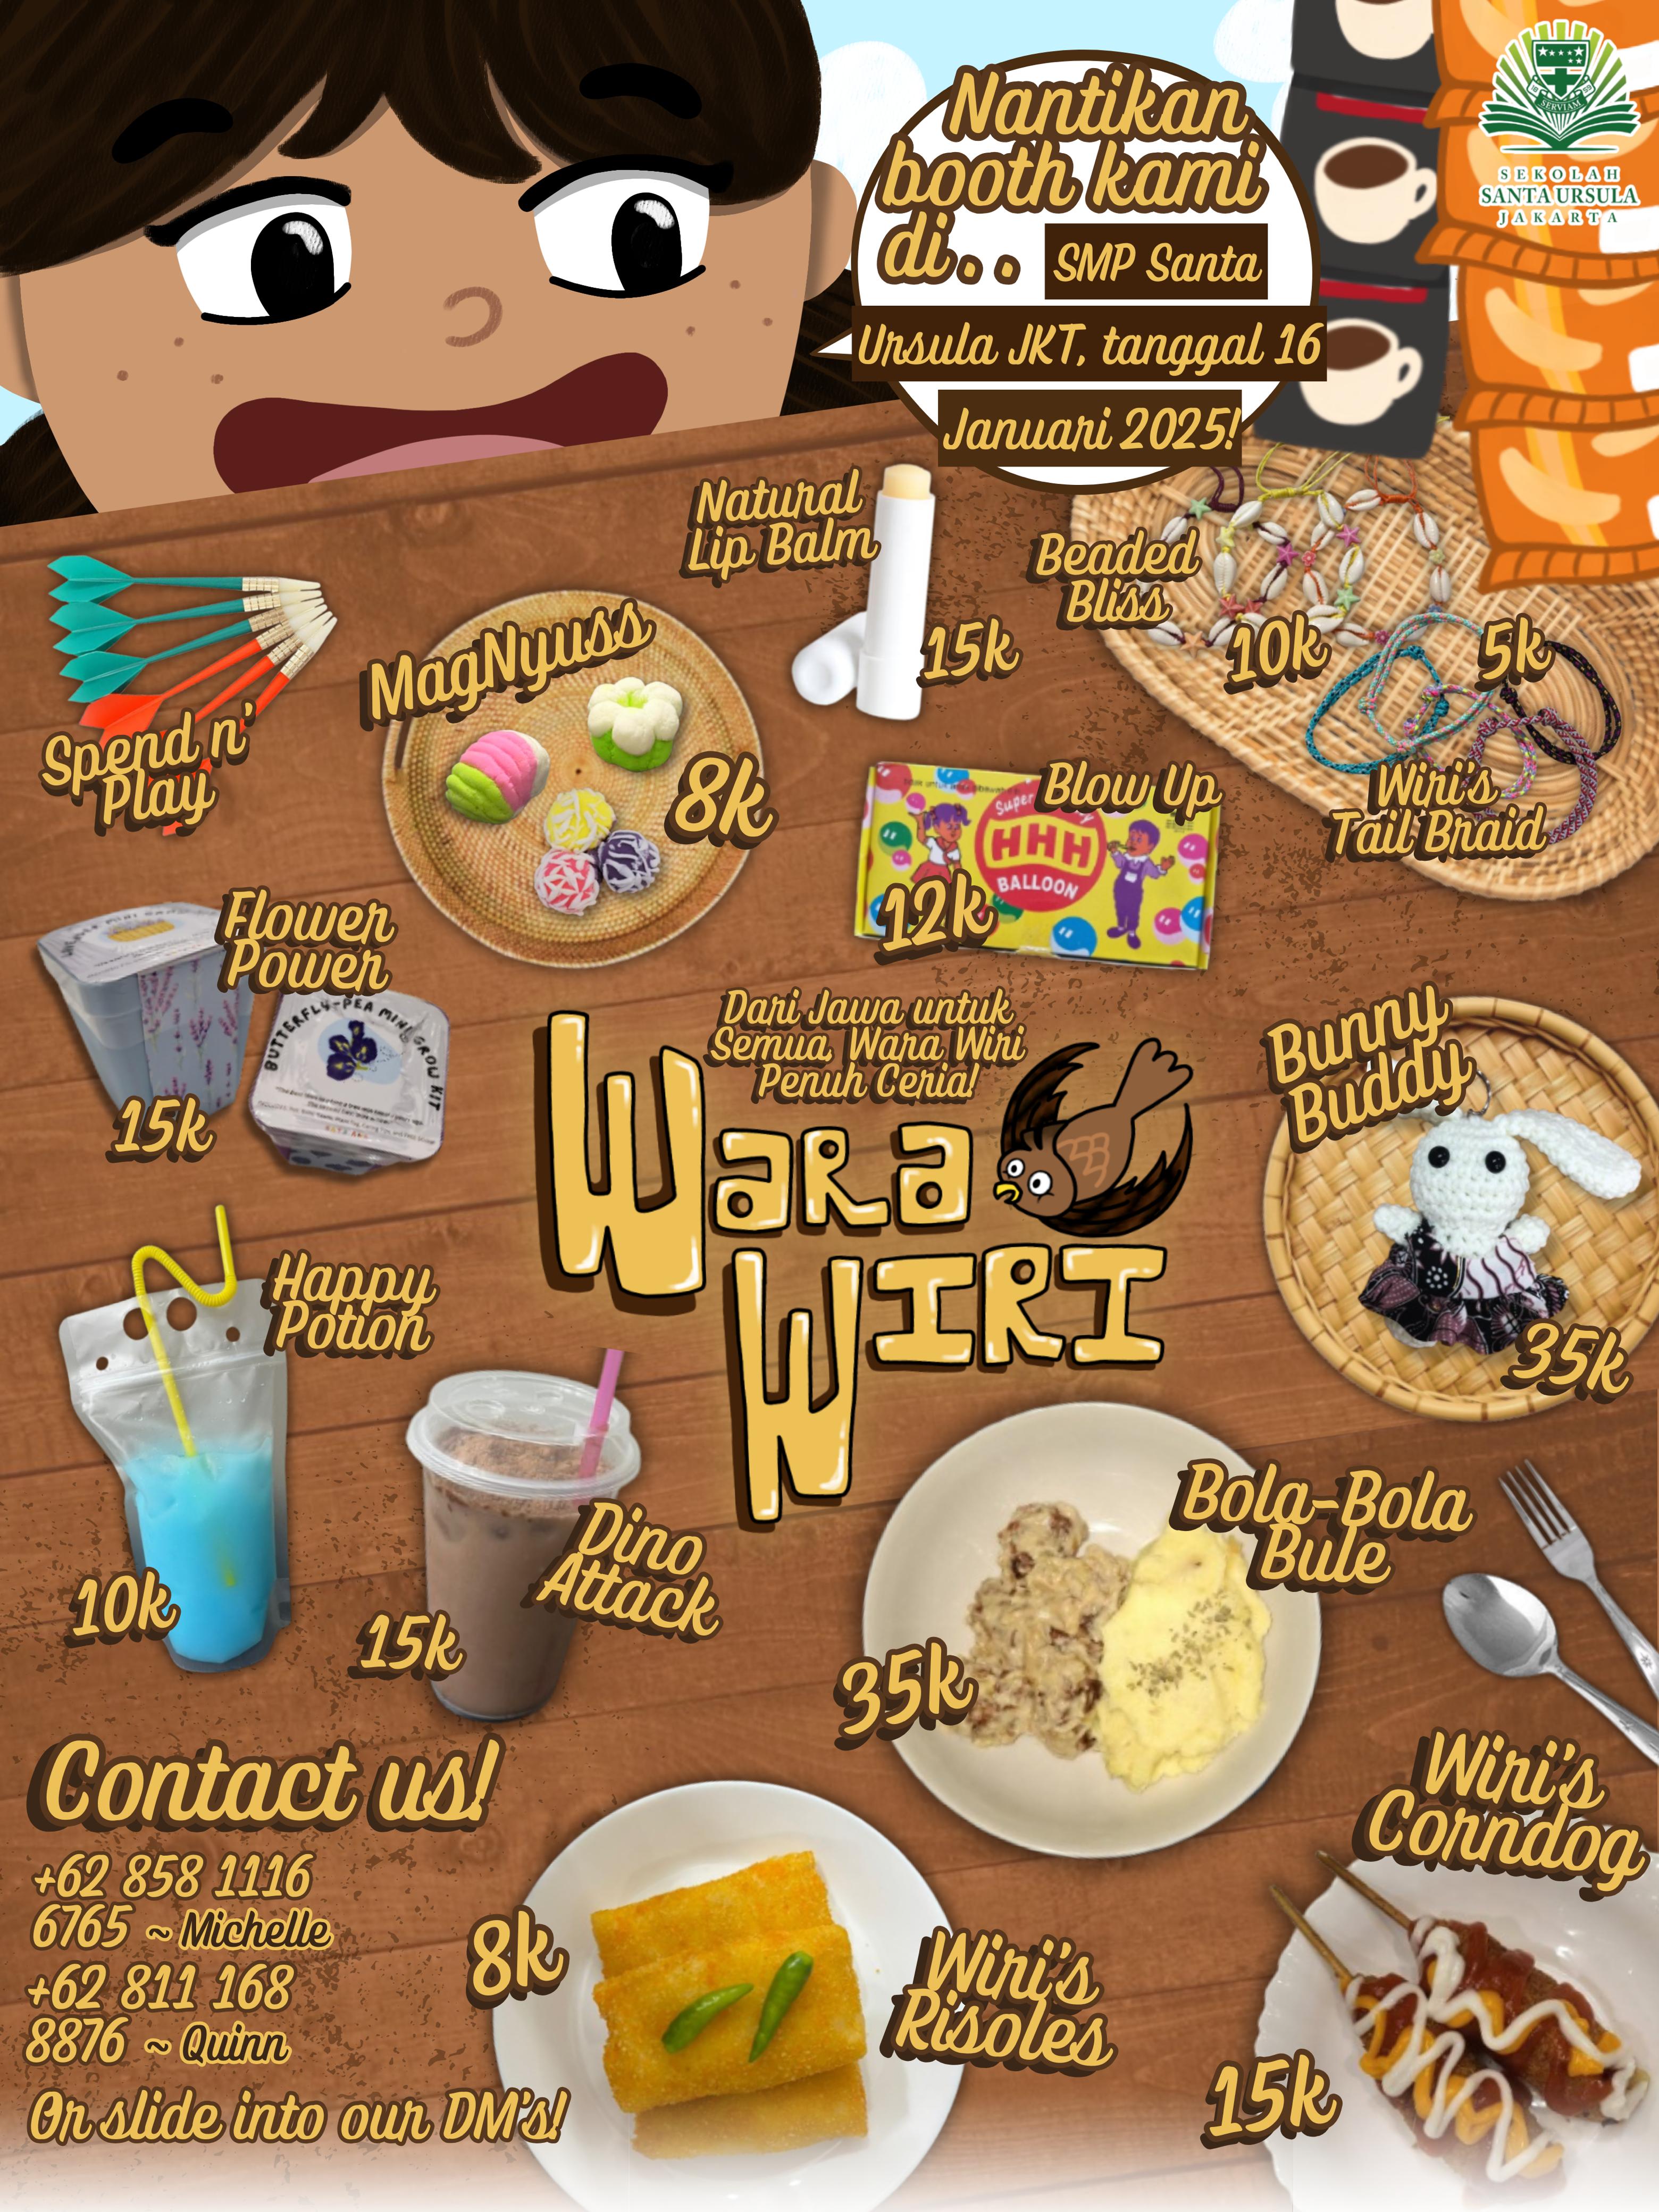 Nantikan
booth kami
di.. SMP Santa
Ursula JKT, tanggal 16
Januari 2025!
SERVIAM
SEKOLAH
SANTA URSULA
JAKARTA
Natural
Lip Balm
15k
Beaded
Bliss
10k
5k
Wiri's
Tail Braid
Spend n'
Play
MagNyuss
8k
Blow Up
Super
HHH
BALLOON
12k
Flower
Power
BUTTERFLY-PEA MINI GROW KIT
15k
Dari Jawa untuk
Semua, Wara Wiri
Penuh Ceria!
WaRa
WIRI
Bunny
Buddy
35k
Happy
Potion
10k
Dino
Attack
15k
Bola-Bola
Bule
35k
Contact us!
+62 858 1116
6765 ~ Michelle
+62 811 168
8876 ~ Quinn
Or slide into our DM's!
8k
Wiri's
Risoles
Wiri's
Corndog
15k